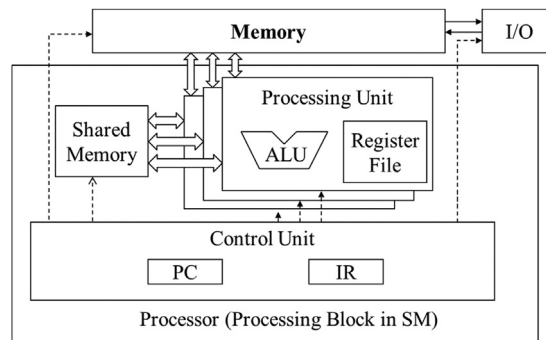 Memory
I/O
Processing Unit
Shared
Memory
ALU
Register
File
Control Unit
PC
IR
Processor (Processing Block in SM)